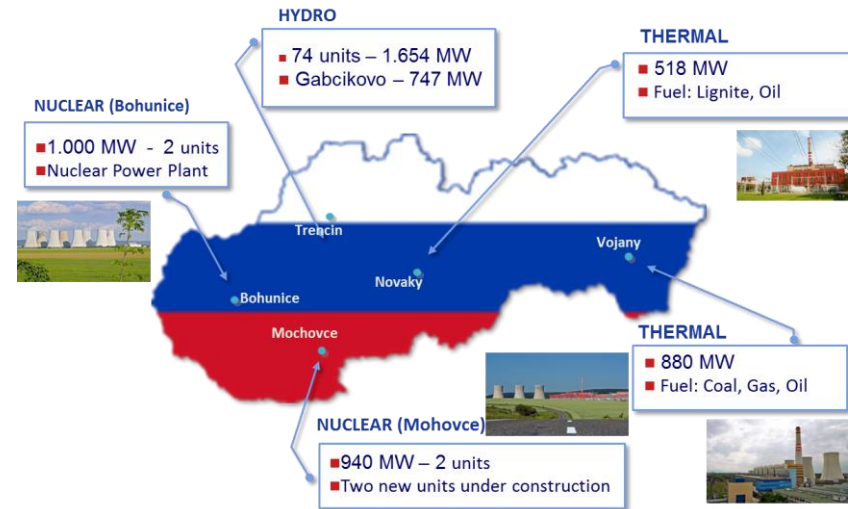 HYDRO
■ 74 units – 1.654 MW
■ Gabcikovo – 747 MW
THERMAL
■ 518 MW
■ Fuel: Lignite, Oil
NUCLEAR (Bohunice)
■1.000 MW - 2 units
■Nuclear Power Plant
Trencin
Vojany
Novaky
Bohunice
Mochovce
THERMAL
■ 880 MW
■ Fuel: Coal, Gas, Oil
NUCLEAR (Mohovce)
■940 MW – 2 units
■Two new units under construction